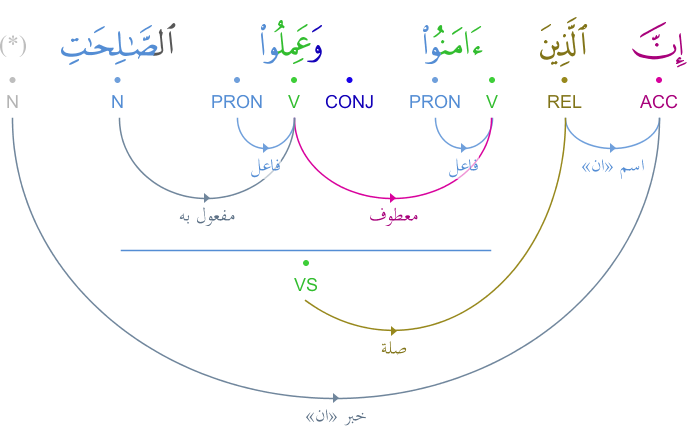 إِنَّ ٱلَّذِينَ ءَامَنُوا۟ وَعَمِلُوا۟ ٱلصَّـٰلِحَـٰتِ (*)
ACC REL V PRON CONJ V PRON N N
اسم «ان» فاعل فاعل
معطوف مفعول به
VS
صلة
خبر «ان»